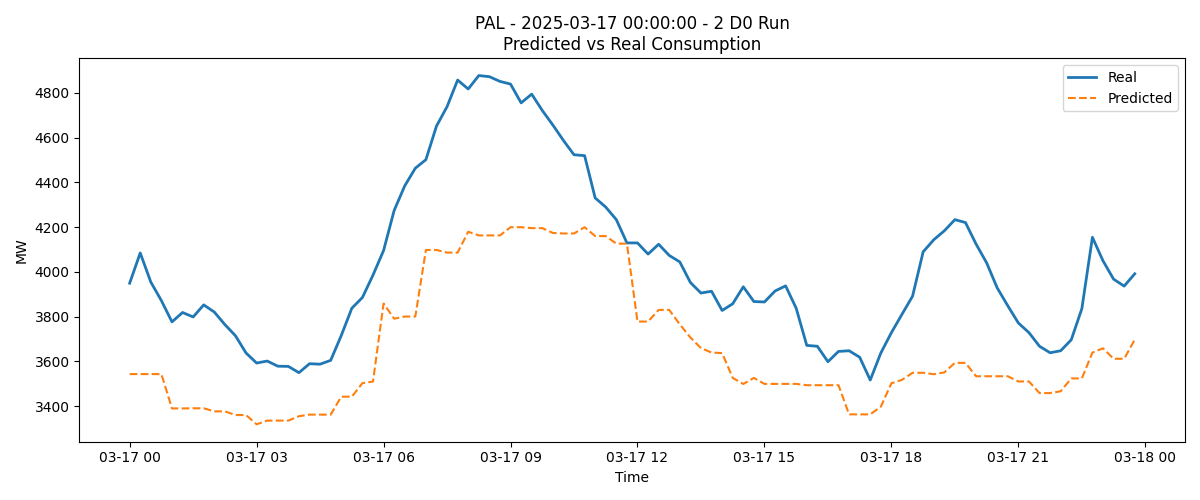 PAL - 2025-03-17 00:00:00 - 2 D0 Run
Predicted vs Real Consumption
Real
Predicted
MW
4800
4600
4400
4200
4000
3800
3600
3400
03-17 00
03-17 03
03-17 06
03-17 09
03-17 12
03-17 15
03-17 18
03-17 21
03-18 00
Time